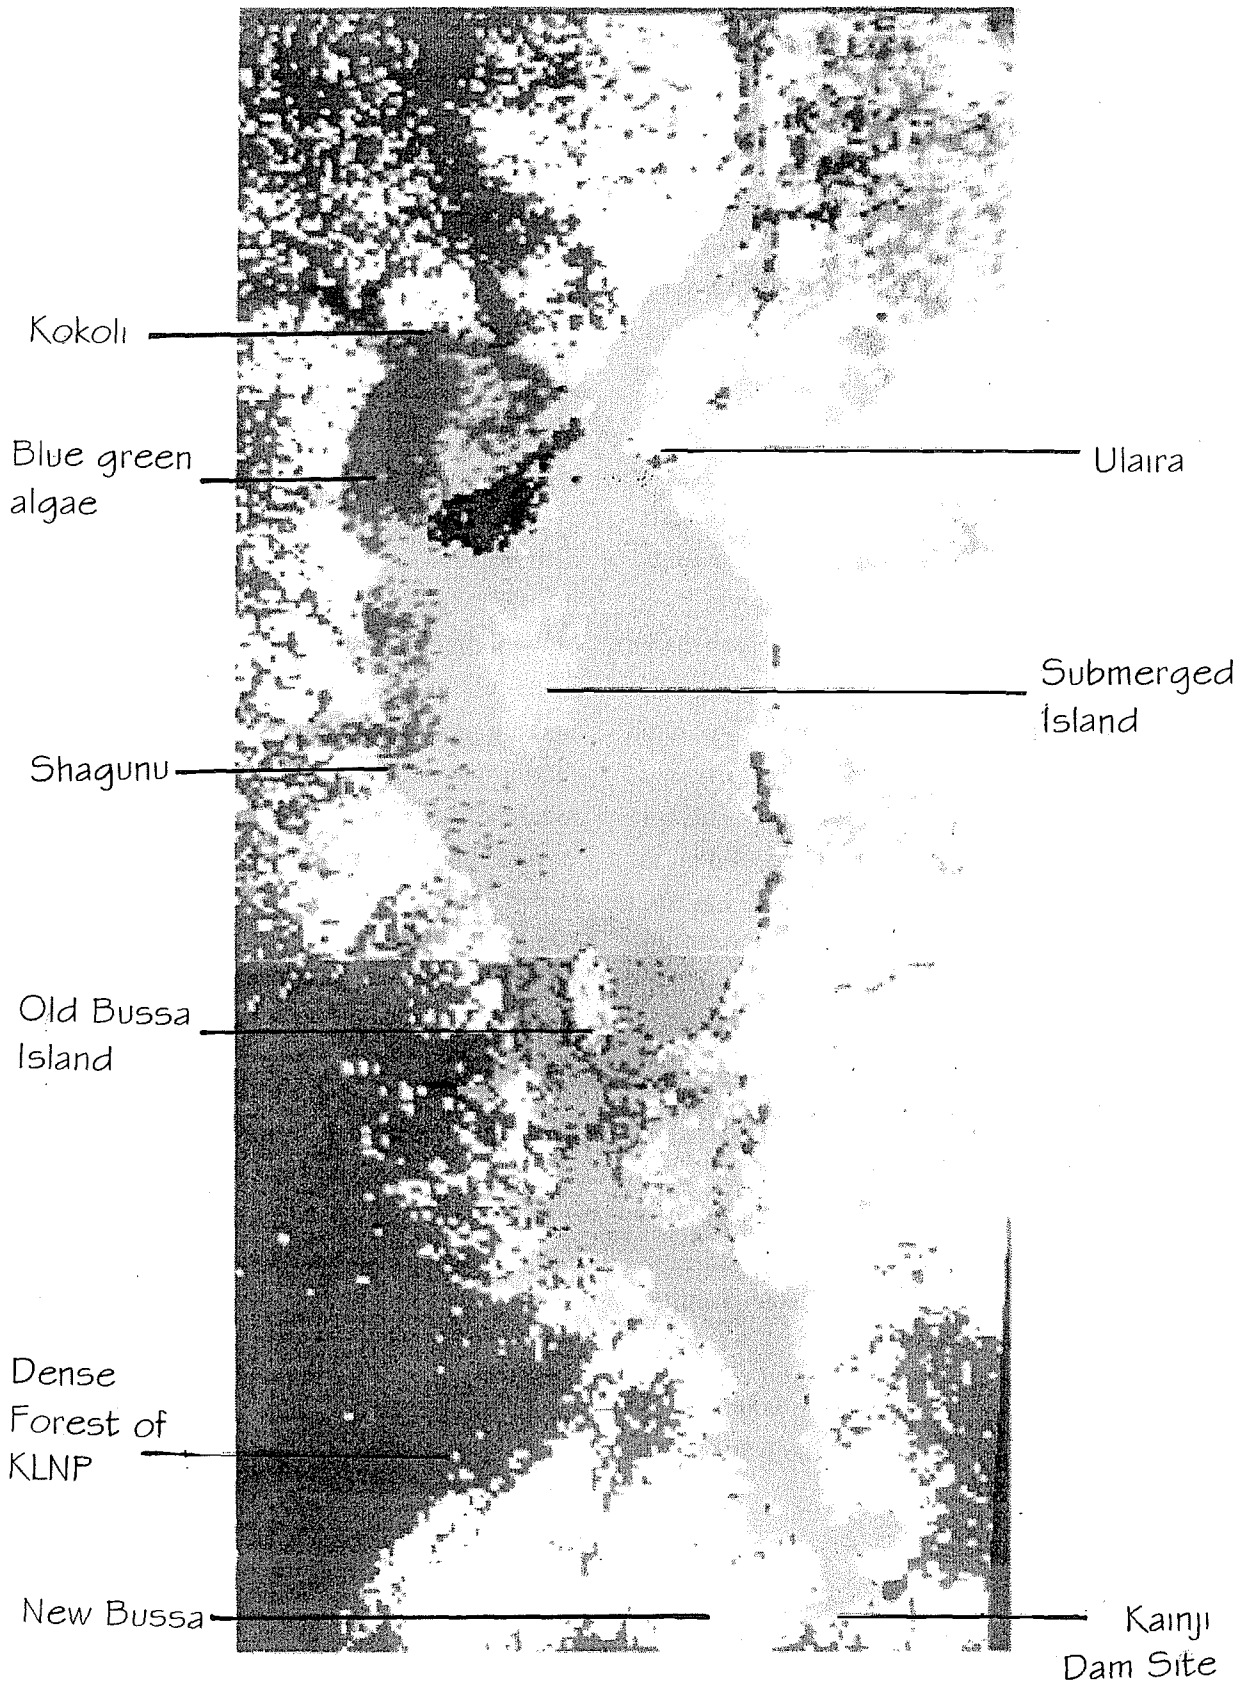 Kokoli
Blue green
algae
Ulaira
Submerged
Island
Shagunu
Old Bussa
Island
Dense
Forest of
KLNP
New Bussa
Kainji
Dam Site